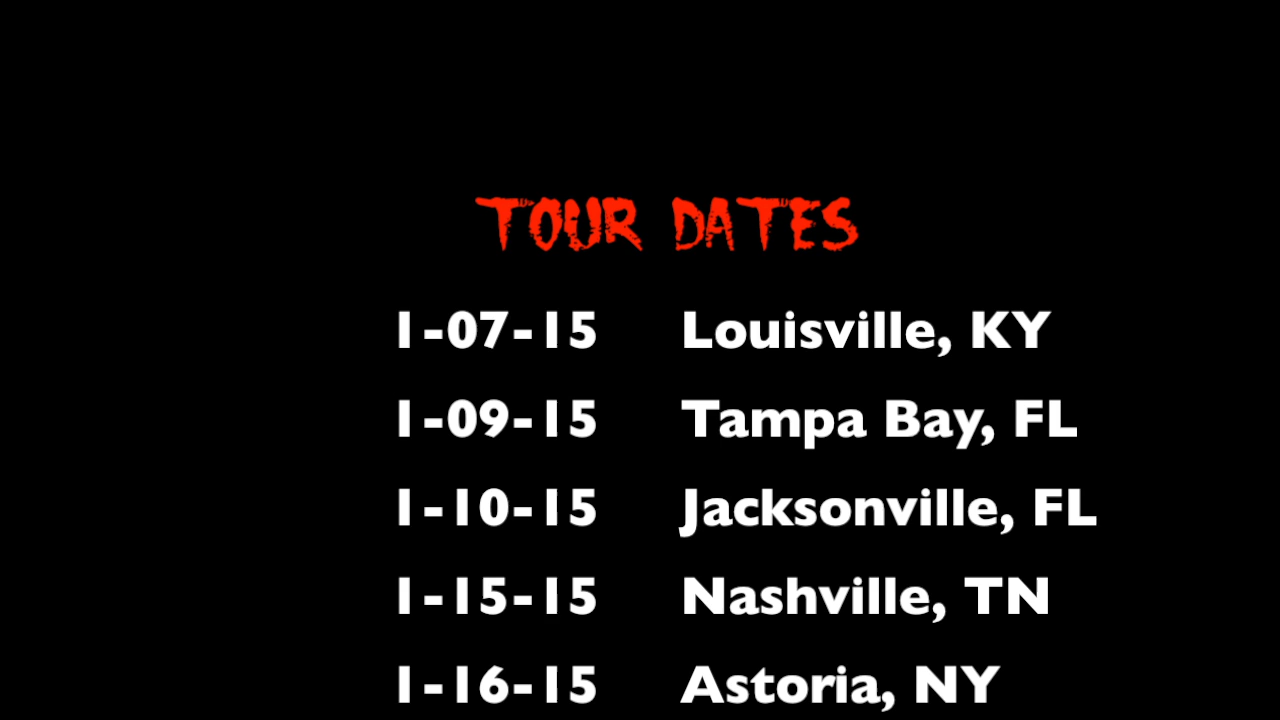 TOUR DATES
1-07-15 Louisville, KY
1-09-15 Tampa Bay, FL
1-10-15 Jacksonville, FL
1-15-15 Nashville, TN
1-16-15 Astoria, NY